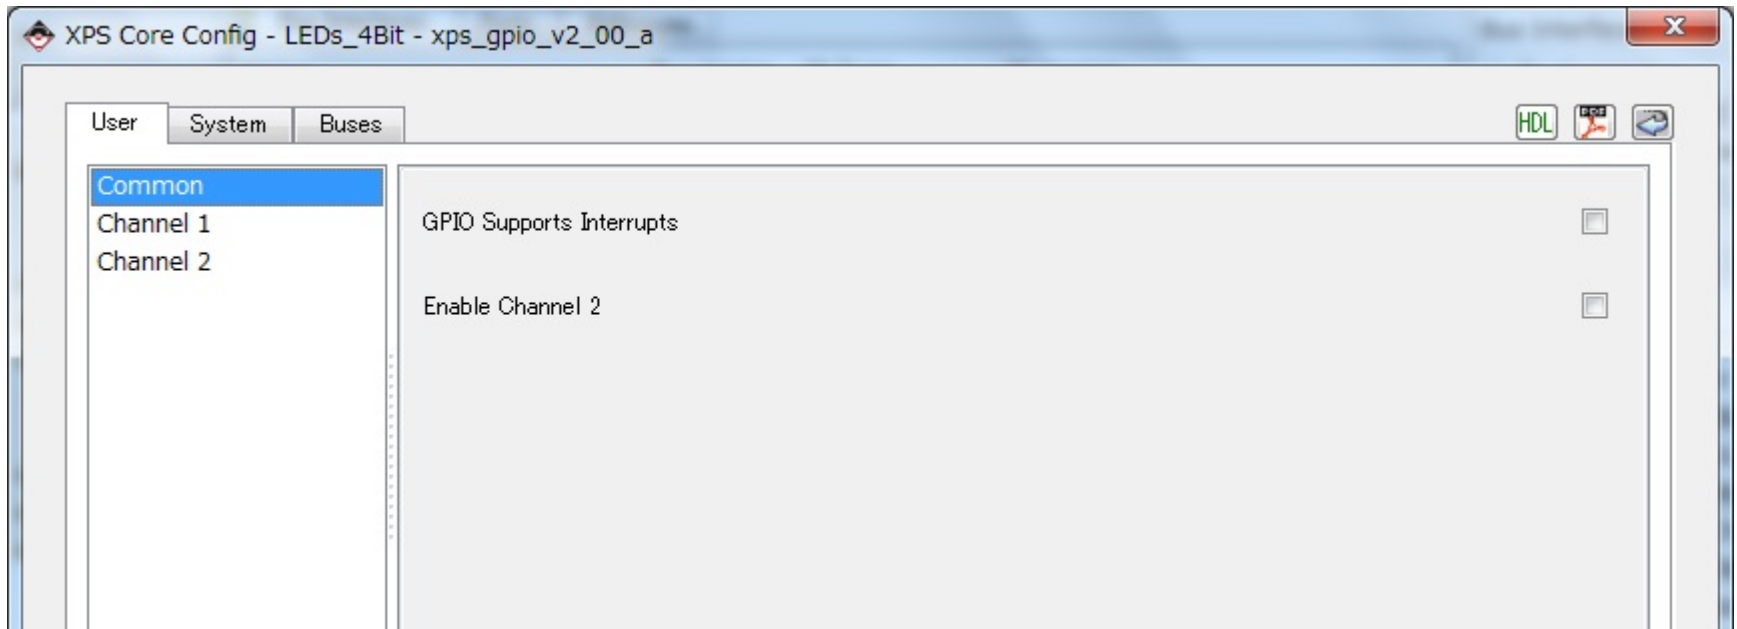 XPS Core Config - LEDs_4Bit - xps_gpio_v2_00_a
User System Buses
HDL
PDF
Common
Channel 1
Channel 2
GPIO Supports Interrupts
Enable Channel 2